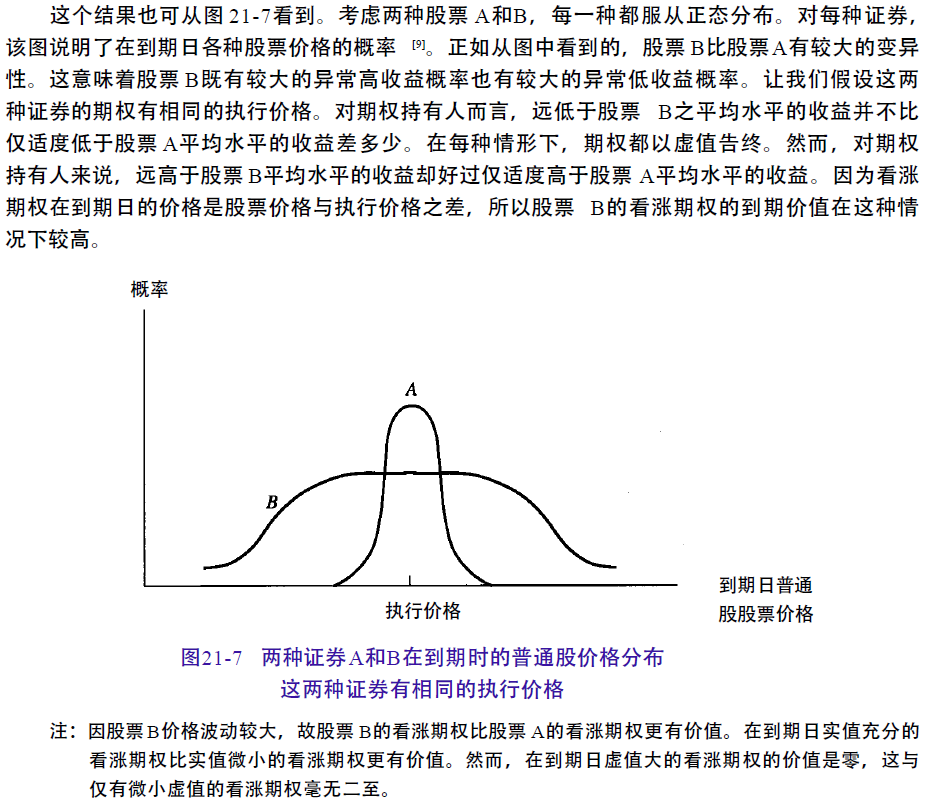 这个结果也可从图21-7看到。考虑两种股票A和B，每一种都服从正态分布。对每种证券，
该图说明了在到期日各种股票价格的概率 [9]。正如从图中看到的，股票B比股票A有较大的变异
性。这意味着股票B既有较大的异常高收益概率也有较大的异常低收益概率。让我们假设这两
种证券的期权有相同的执行价格。对期权持有人而言，远低于股票 B之平均水平的收益并不比
仅适度低于股票A平均水平的收益差多少。在每种情形下，期权都以虚值告终。然而，对期权
持有人来说，远高于股票B平均水平的收益却好过仅适度高于股票A平均水平的收益。因为看涨
期权在到期日的价格是股票价格与执行价格之差，所以股票 B的看涨期权的到期价值在这种情
况下较高。
概率
A
B
执行价格
到期日普通
股股票价格
图21-7 两种证券A和B在到期时的普通股价格分布
这两种证券有相同的执行价格
注：因股票B价格波动较大，故股票B的看涨期权比股票A的看涨期权更有价值。在到期日实值充分的
看涨期权比实值微小的看涨期权更有价值。然而，在到期日虚值大的看涨期权的价值是零，这与
仅有微小虚值的看涨期权毫无二至。